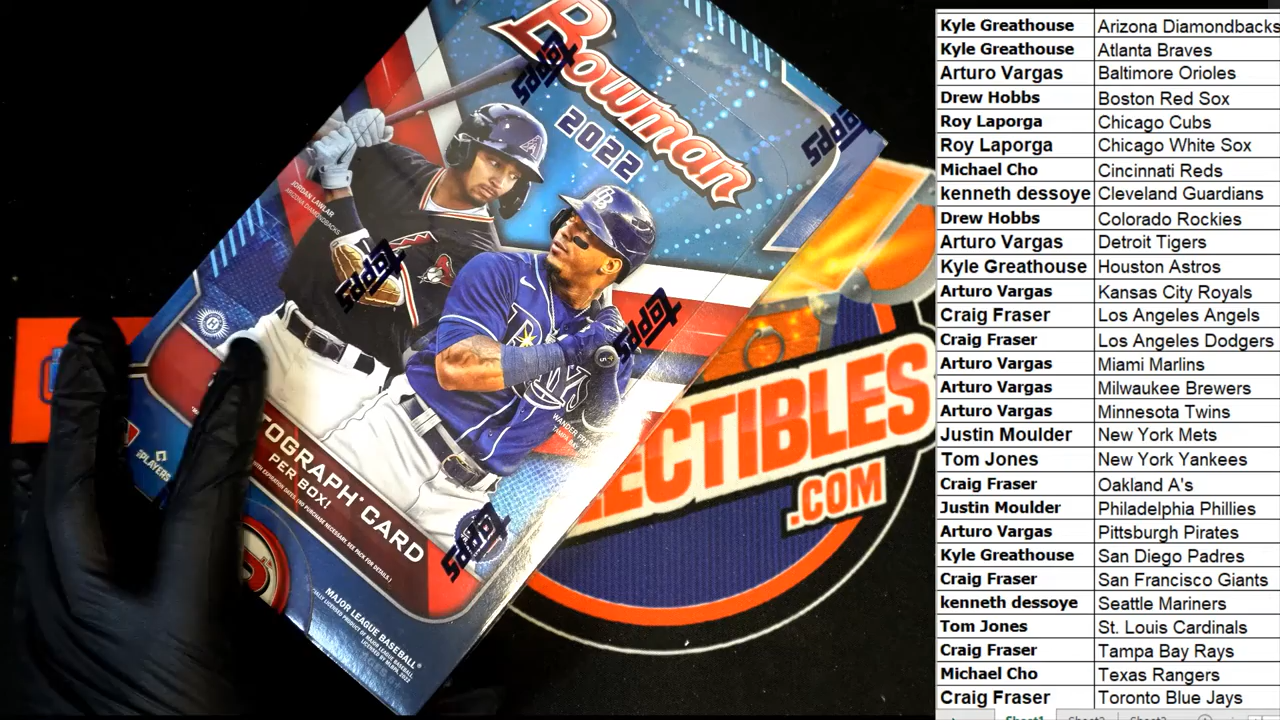 Bowman
2022
topps
topps
topps
topps
topps
JORDAN LAWLAR
ARIZONA DIAMONDBACKS
WANDER
TAMPA BAY
TOGRAPH* CARD
PER BOX!
PLAYERS
MAJOR LEAGUE BASEBALL®
LECTIBLES
.COM
Kyle Greathouse Arizona Diamondbacks
Kyle Greathouse Atlanta Braves
Arturo Vargas Baltimore Orioles
Drew Hobbs Boston Red Sox
Roy Laporga Chicago Cubs
Roy Laporga Chicago White Sox
Michael Cho Cincinnati Reds
kenneth dessoye Cleveland Guardians
Drew Hobbs Colorado Rockies
Arturo Vargas Detroit Tigers
Kyle Greathouse Houston Astros
Arturo Vargas Kansas City Royals
Craig Fraser Los Angeles Angels
Craig Fraser Los Angeles Dodgers
Arturo Vargas Miami Marlins
Arturo Vargas Milwaukee Brewers
Arturo Vargas Minnesota Twins
Justin Moulder New York Mets
Tom Jones New York Yankees
Craig Fraser Oakland A's
Justin Moulder Philadelphia Phillies
Arturo Vargas Pittsburgh Pirates
Kyle Greathouse San Diego Padres
Craig Fraser San Francisco Giants
kenneth dessoye Seattle Mariners
Tom Jones St. Louis Cardinals
Craig Fraser Tampa Bay Rays
Michael Cho Texas Rangers
Craig Fraser Toronto Blue Jays
Sheet1 Sheet2 Sheet3